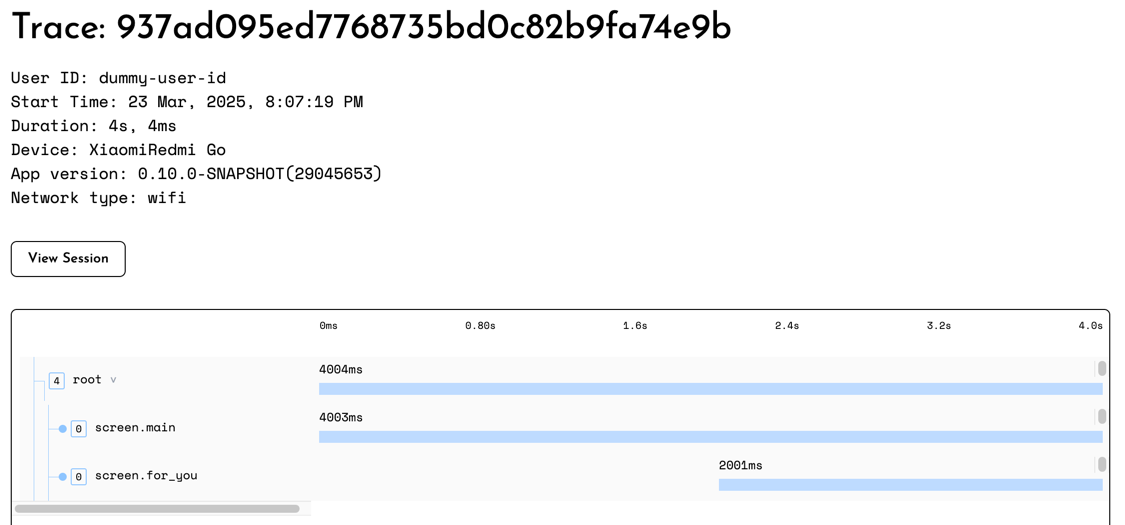 Trace: 937ad095ed7768735bd0c82b9fa74e9b
User ID: dummy-user-id
Start Time: 23 Mar, 2025, 8:07:19 PM
Duration: 4s, 4ms
Device: XiaomiRedmi Go
App version: 0.10.0-SNAPSHOT(29045653)
Network type: wifi
View Session
0ms 0.80s 1.6s 2.4s 3.2s 4.0s
4 root v 4004ms
0 screen.main 4003ms
0 screen.for_you 2001ms